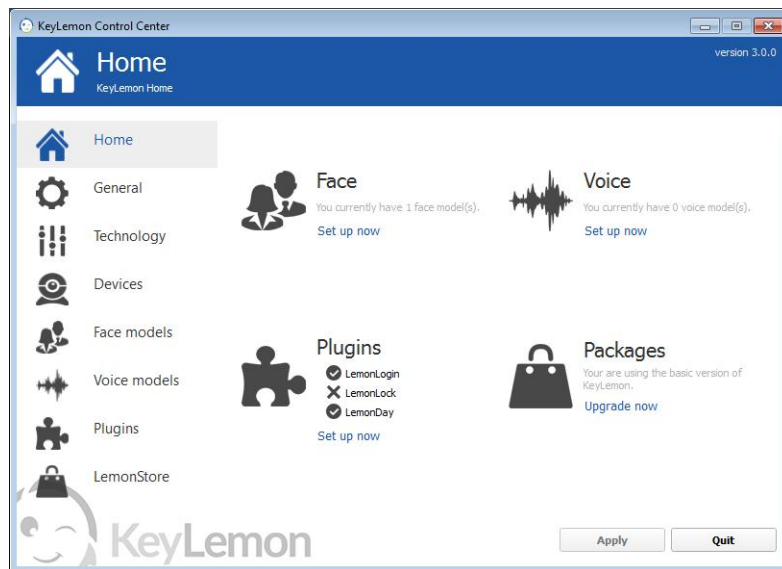 KeyLemon Control Center
Home
version 3.0.0
KeyLemon Home
Home
General
Technology
Devices
Face models
Voice models
Plugins
LemonStore
Face
You currently have 1 face model(s).
Set up now
Voice
You currently have 0 voice model(s).
Set up now
Plugins
LemonLogin
LemonLock
LemonDay
Set up now
Packages
Your are using the basic version of
KeyLemon.
Upgrade now
KeyLemon
Apply
Quit